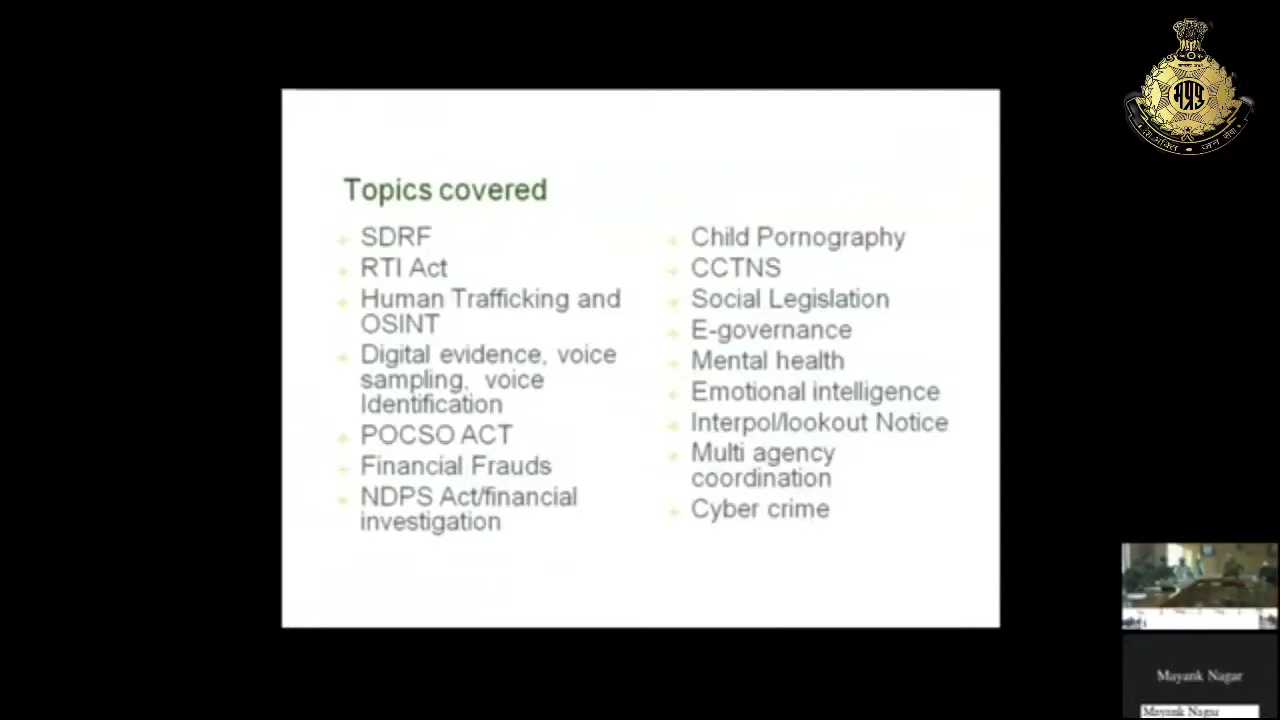 Topics covered
SDRF
RTI Act
Human Trafficking and
OSINT
Digital evidence, voice
sampling, voice
Identification
POCSO ACT
Financial Frauds
NDPS Act/financial
investigation
Child Pornography
CCTNS
Social Legislation
E-governance
Mental health
Emotional intelligence
Interpol/lookout Notice
Multi agency
coordination
Cyber crime
Mayank Nagar
Mayank Nagar